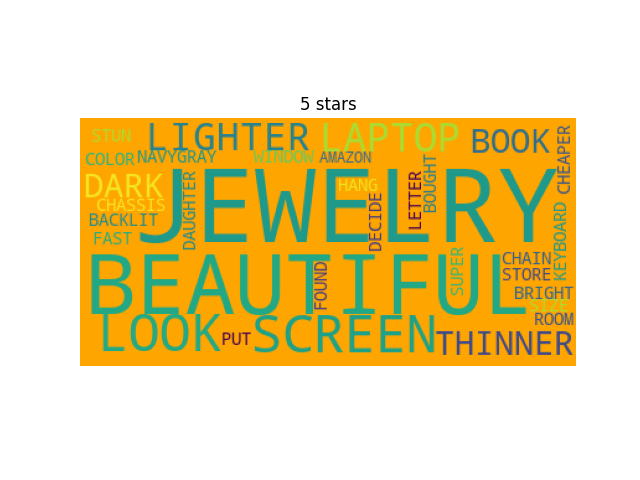 5 stars
STUN
LIGHTER
LAPTOP
BOOK
CHEAPER
COLOR
NAVYGRAY
WINDOW
AMAZON
DARK
CHASSIS
BACKLIT
FAST
DAUGHTER
JEWELRY
HANG
DECIDE
LETTER
BOUGHT
KEYBOARD
BEAUTIFUL
FOUND
SUPER
CHAIN
STORE
BRIGHT
SIZE
ROOM
LOOK
PUT
SCREEN
THINNER